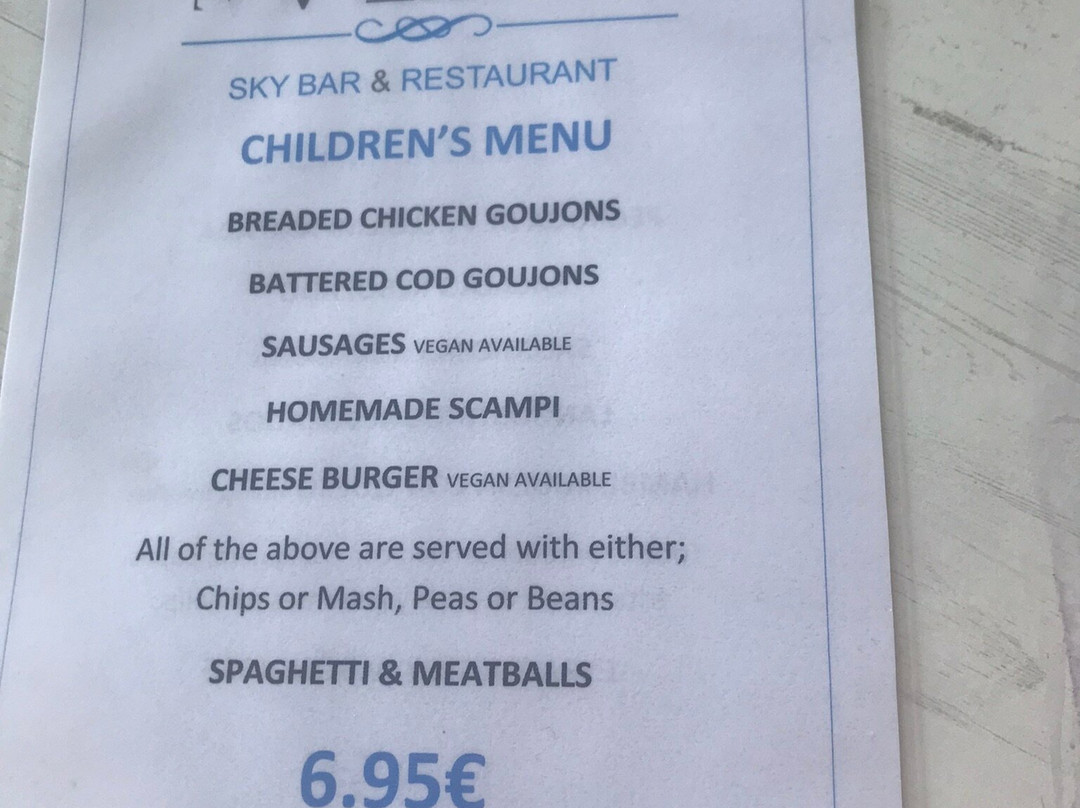 SKY BAR & RESTAURANT
CHILDREN'S MENU
BREADED CHICKEN GOUJONS
BATTERED COD GOUJONS
SAUSAGES VEGAN AVAILABLE
HOMEMADE SCAMPI
CHEESE BURGER VEGAN AVAILABLE
All of the above are served with either;
Chips or Mash, Peas or Beans
SPAGHETTI & MEATBALLS
6.95€